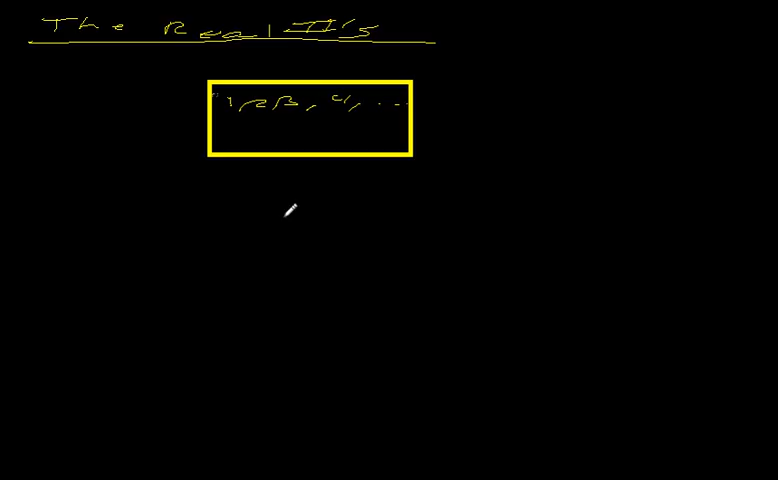 The Real #'s
1, 2, 3, 4, ...